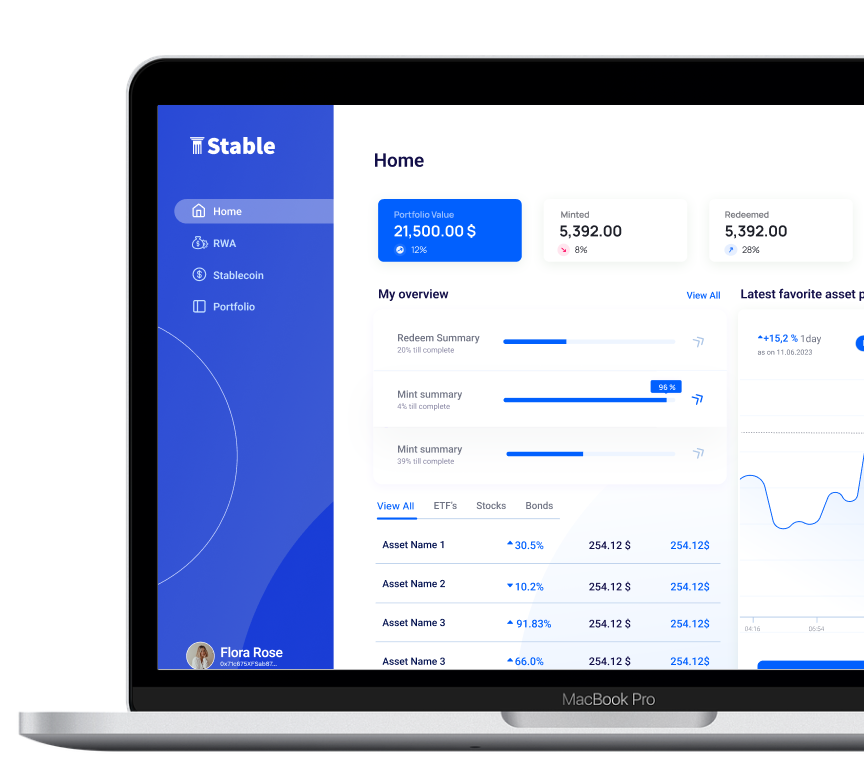 Stable
Home
RWA
Stablecoin
Portfolio
Flora Rose
Home
Portfolio Value
21,500.00 $
12%
Minted
5,392.00
8%
Redeemed
5,392.00
28%
My overview
View All
Redeem Summary
20% till complete
Mint summary
4% till complete
96 %
Mint summary
39% till complete
View All ETF's Stocks Bonds
Asset Name 1 30.5% 254.12 $ 254.12$
Asset Name 2 10.2% 254.12 $ 254.12$
Asset Name 3 91.83% 254.12 $ 254.12$
Asset Name 3 66.0% 254.12 $ 254.12$
Latest favorite asset p
+15,2 % 1day
as on 11.06.2023
04:16 06:54
MacBook Pro